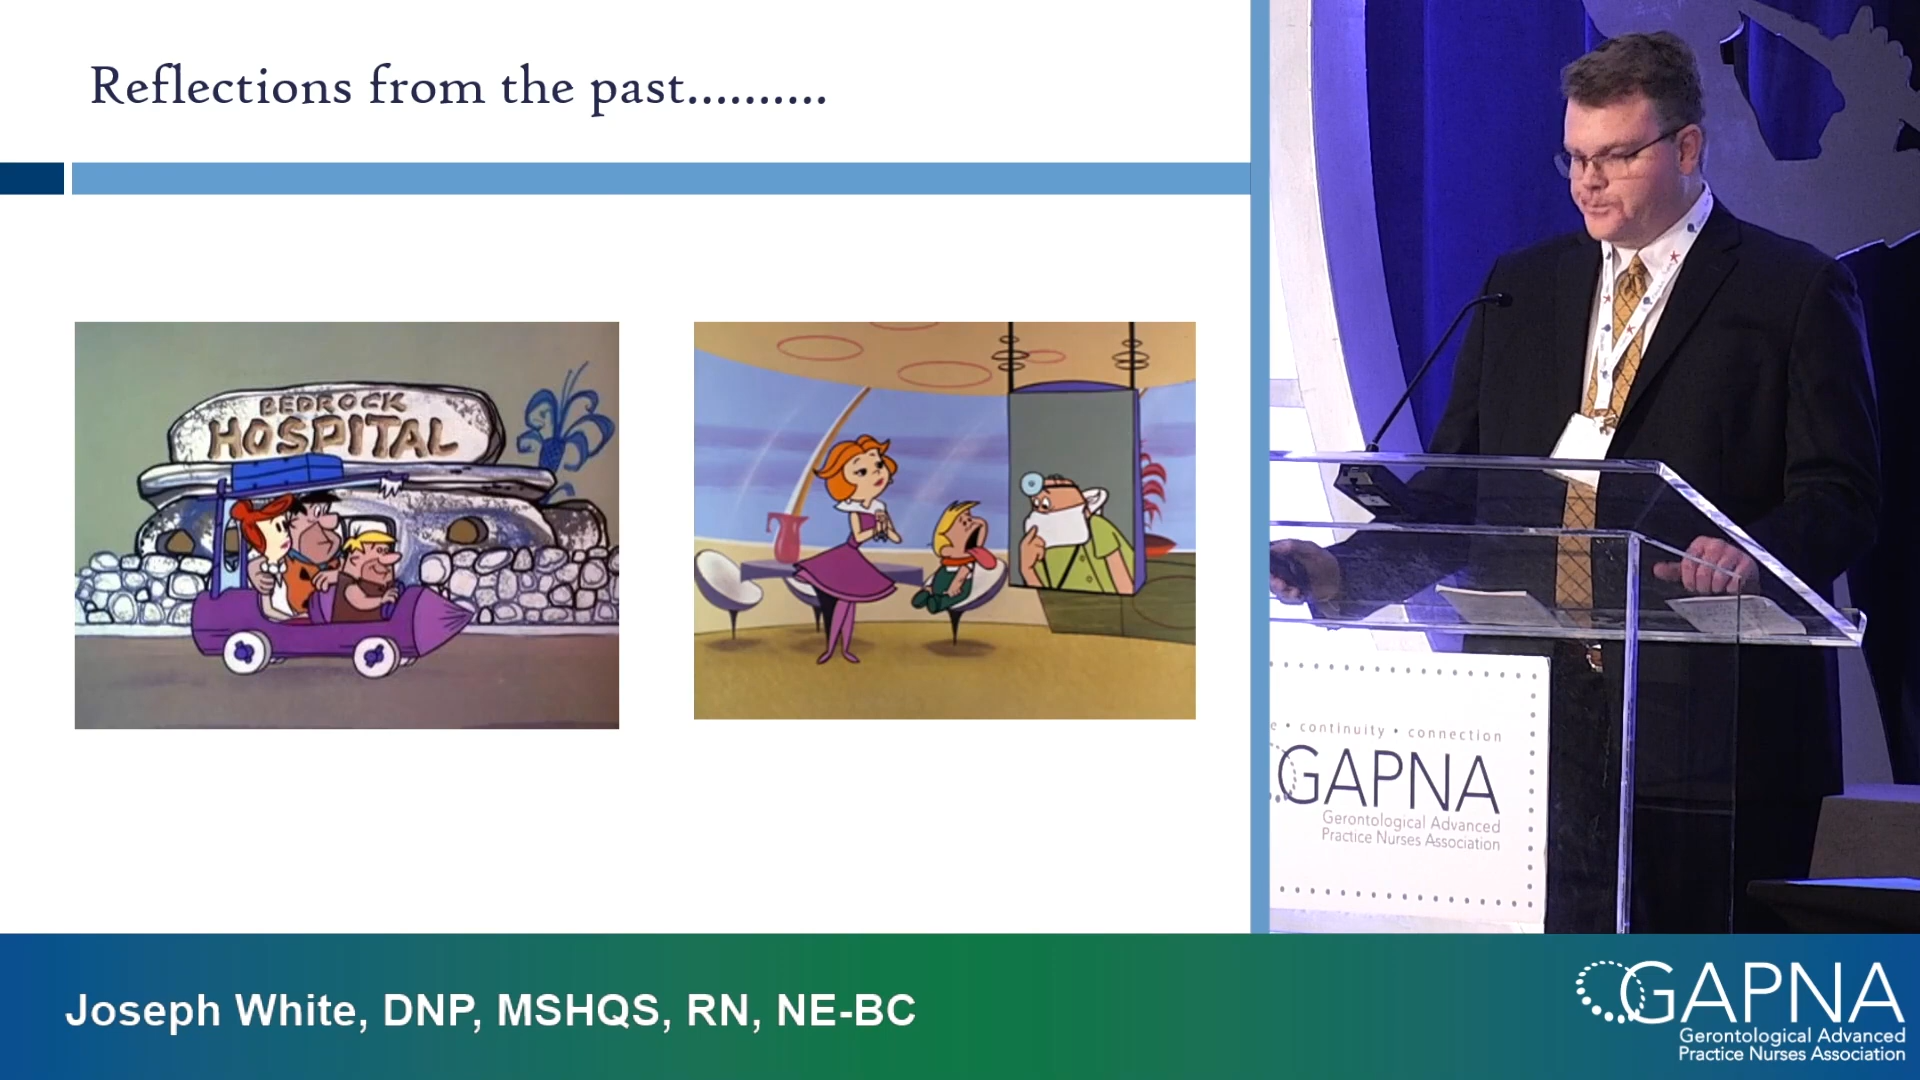 Reflections from the past..........
BEDROCK
HOSPITAL
e • continuity • connection
GAPNA
Gerontological Advanced
Practice Nurses Association
Joseph White, DNP, MSHQS, RN, NE-BC
GAPNA
Gerontological Advanced
Practice Nurses Association